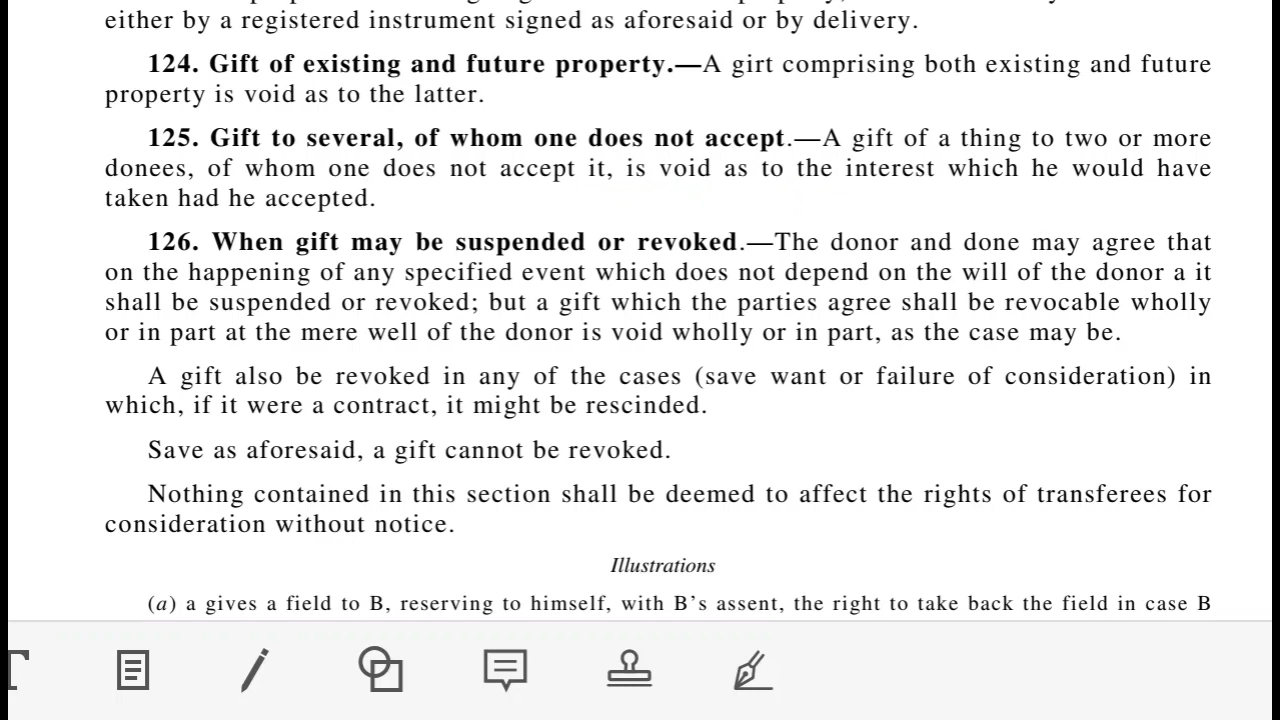 either by a registered instrument signed as aforesaid or by delivery.
124. Gift of existing and future property.—A girt comprising both existing and future
property is void as to the latter.
125. Gift to several, of whom one does not accept.—A gift of a thing to two or more
donees, of whom one does not accept it, is void as to the interest which he would have
taken had he accepted.
126. When gift may be suspended or revoked.—The donor and done may agree that
on the happening of any specified event which does not depend on the will of the donor a it
shall be suspended or revoked; but a gift which the parties agree shall be revocable wholly
or in part at the mere well of the donor is void wholly or in part, as the case may be.
A gift also be revoked in any of the cases (save want or failure of consideration) in
which, if it were a contract, it might be rescinded.
Save as aforesaid, a gift cannot be revoked.
Nothing contained in this section shall be deemed to affect the rights of transferees for
consideration without notice.
Illustrations
(a) a gives a field to B, reserving to himself, with B’s assent, the right to take back the field in case B
T